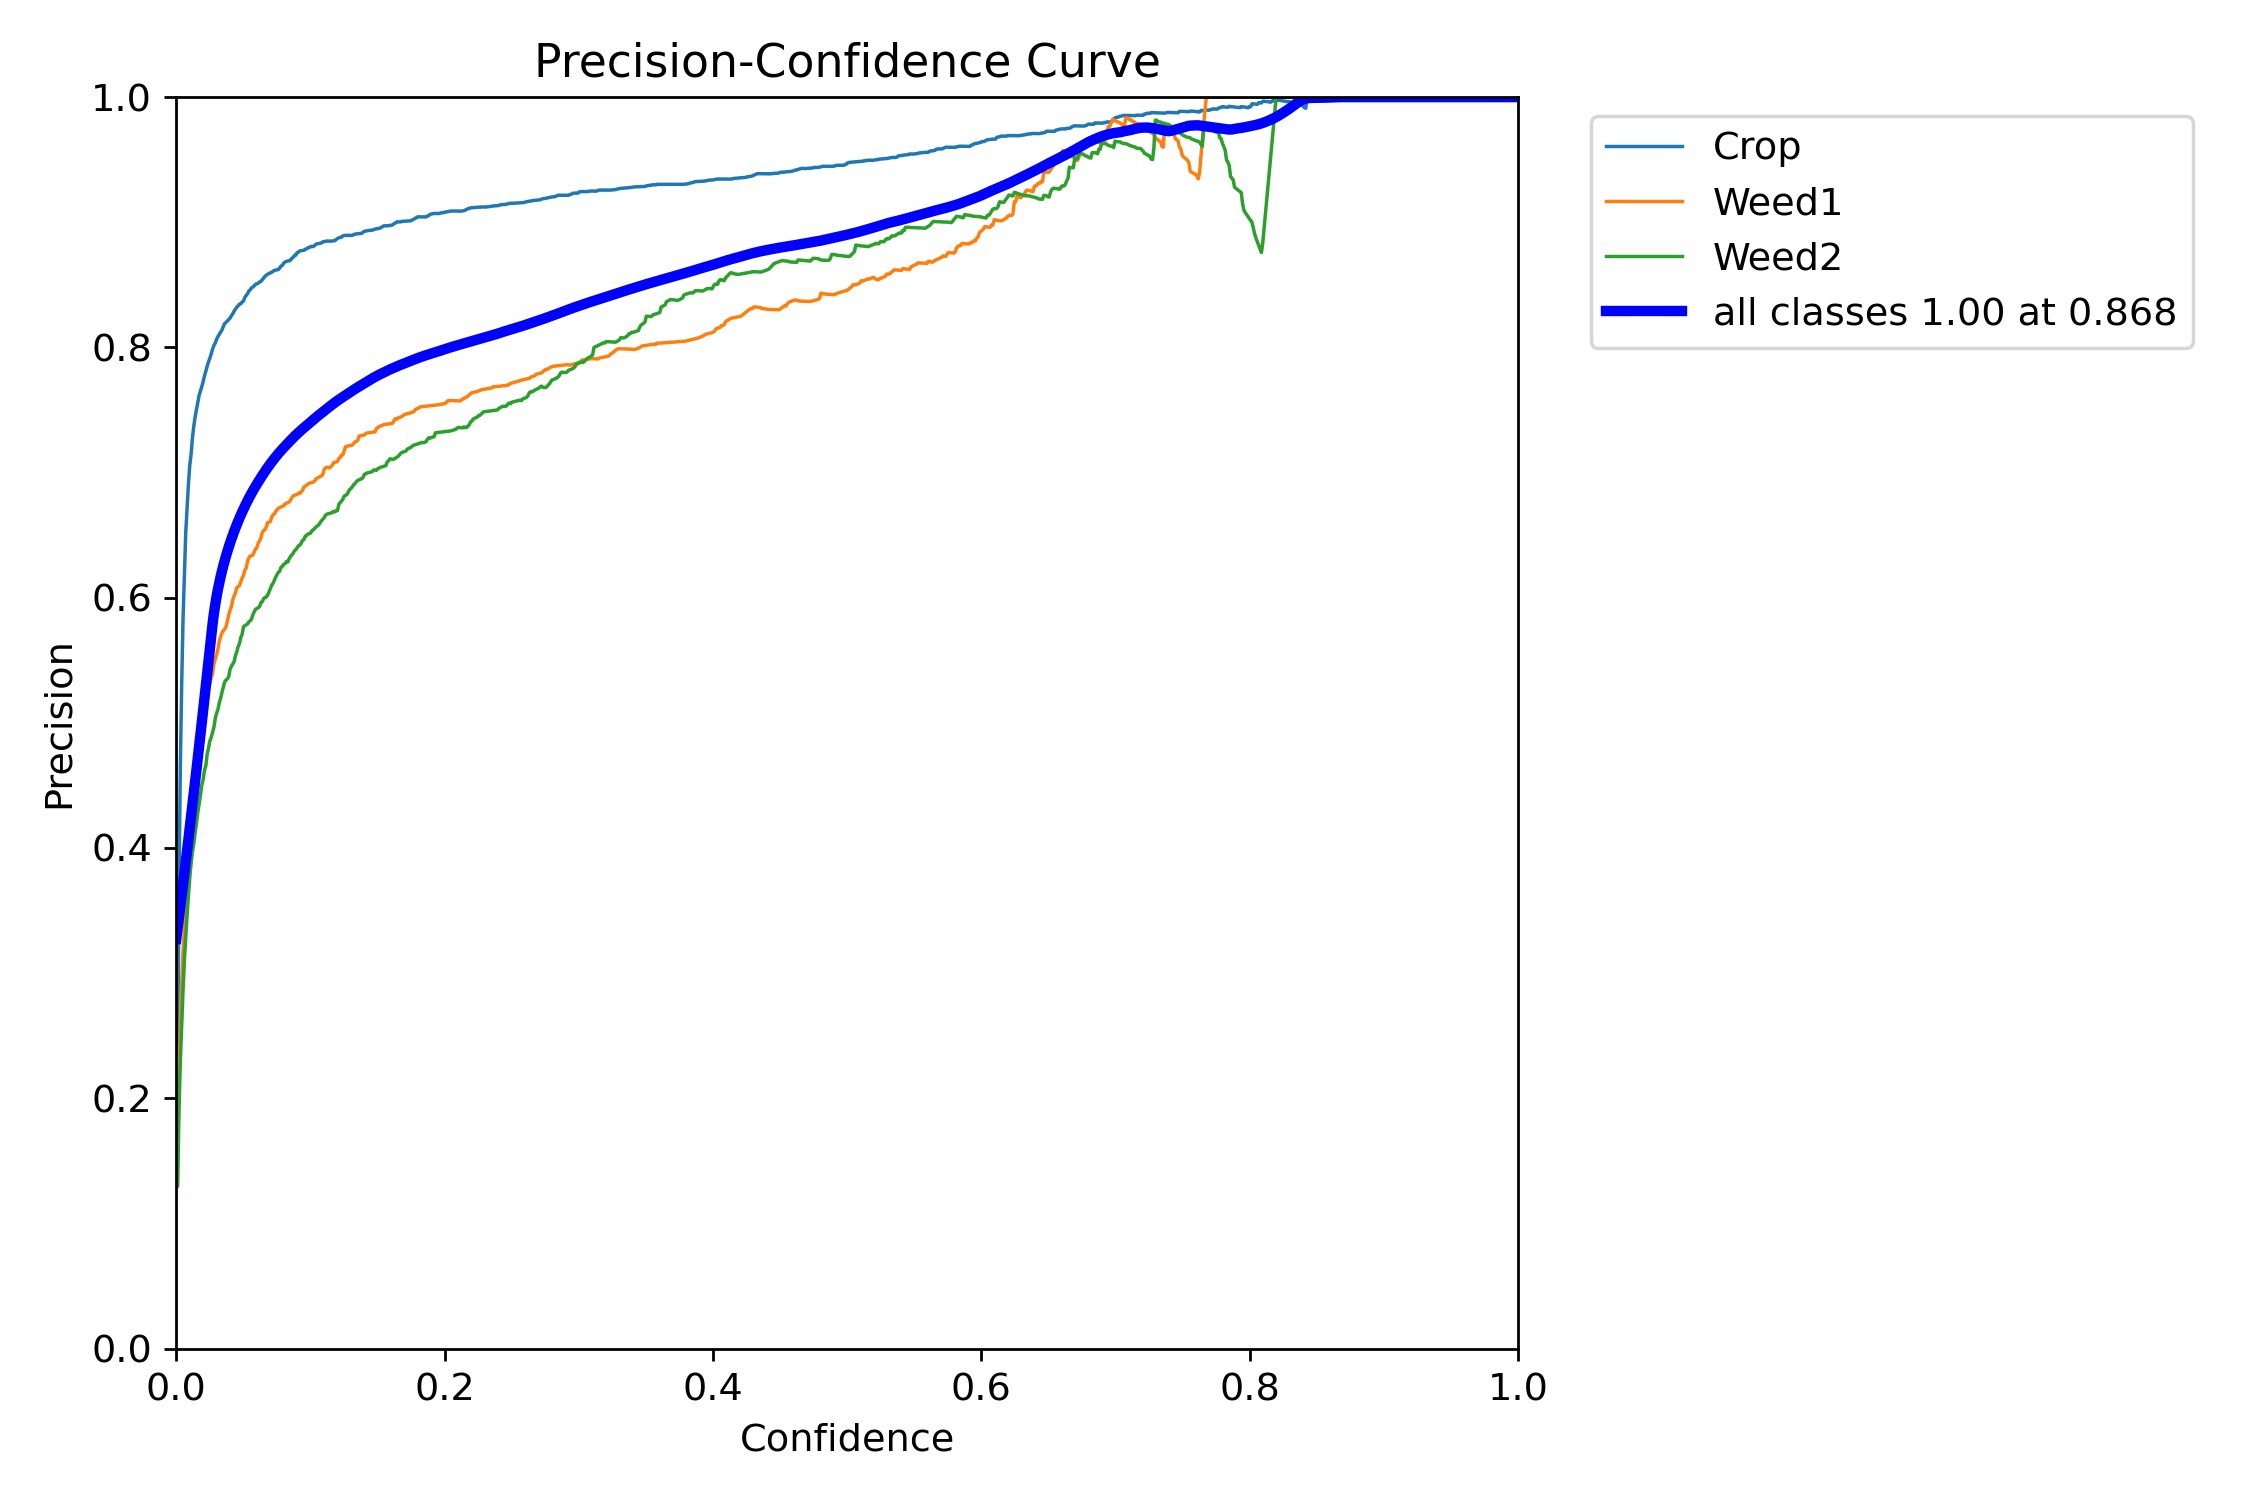 Precision-Confidence Curve
1.0
0.8
0.6
0.4
0.2
0.0
Precision
0.0 0.2 0.4 0.6 0.8 1.0
Confidence
Crop
Weed1
Weed2
all classes 1.00 at 0.868